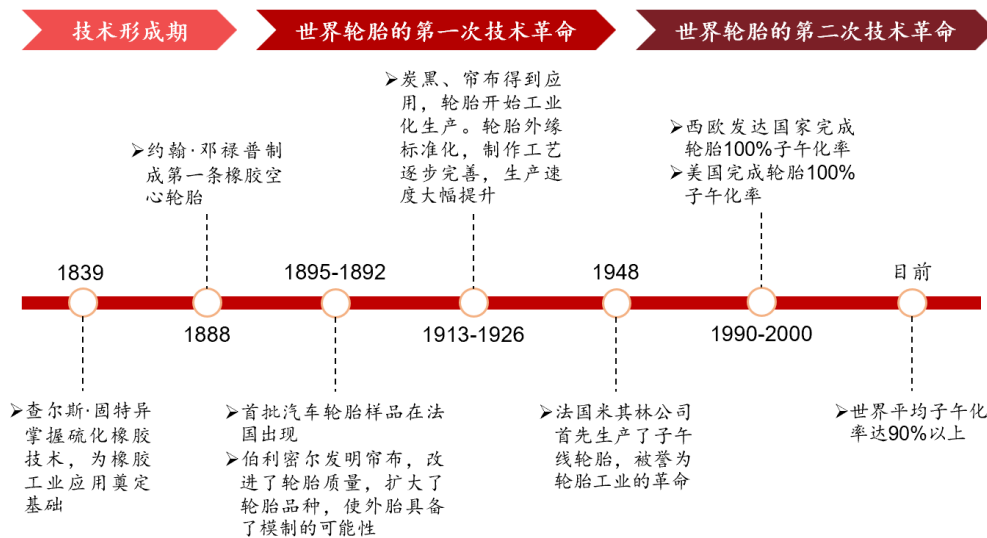 技术形成期
世界轮胎的第一次技术革命
世界轮胎的第二次技术革命
➢约翰·邓禄普制
成第一条橡胶空
心轮胎
➢炭黑、帘布得到应
用，轮胎开始工业
化生产。轮胎外缘
标准化，制作工艺
逐步完善，生产速
度大幅提升
➢西欧发达国家完成
轮胎100%子午化率
➢美国完成轮胎100%
子午化率
1839
1895-1892
1948
目前
1888
1913-1926
1990-2000
➢查尔斯·固特异
掌握硫化橡胶
技术，为橡胶
工业应用奠定
基础
➢首批汽车轮胎样品在法
国出现
➢伯利密尔发明帘布，改
进了轮胎质量，扩大了
轮胎品种，使外胎具备
了模制的可能性
➢法国米其林公司
首先生产了子午
线轮胎，被誉为
轮胎工业的革命
➢世界平均子午化
率达90%以上